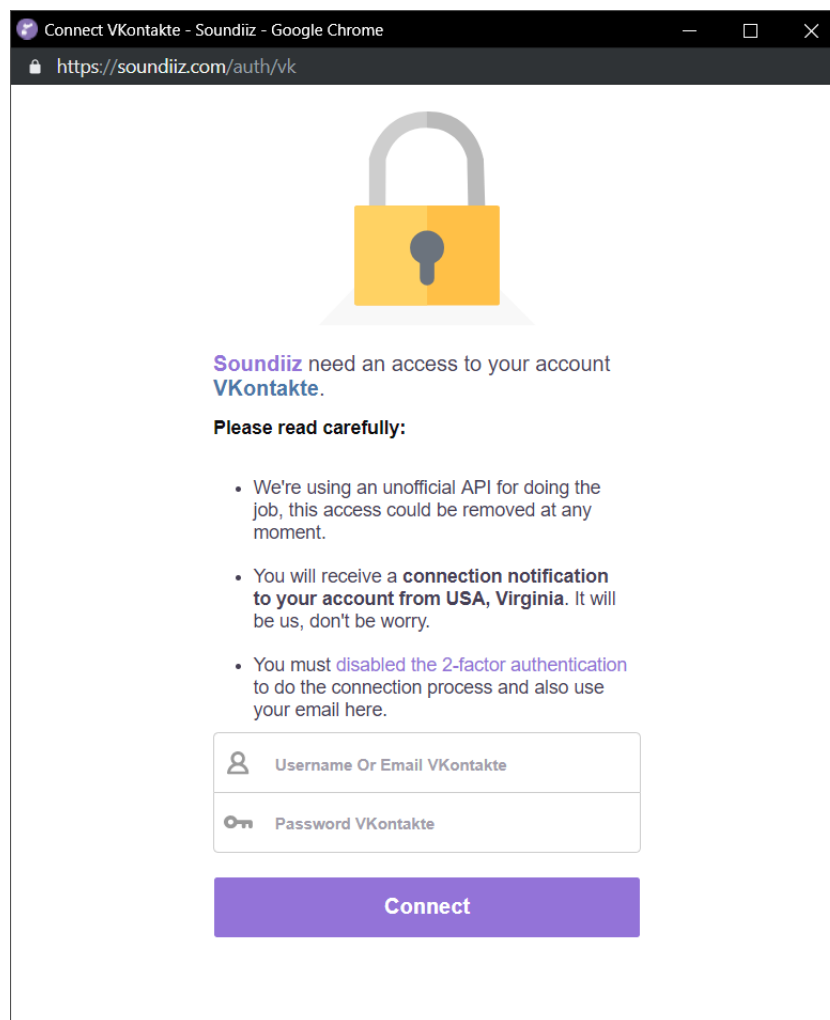 Connect VKontakte - Soundiiz - Google Chrome
https://soundiiz.com/auth/vk
Soundiiz need an access to your account
VKontakte.
Please read carefully:
• We're using an unofficial API for doing the
job, this access could be removed at any
moment.
• You will receive a connection notification
to your account from USA, Virginia. It will
be us, don't be worry.
• You must disabled the 2-factor authentication
to do the connection process and also use
your email here.
Username Or Email VKontakte
Password VKontakte
Connect